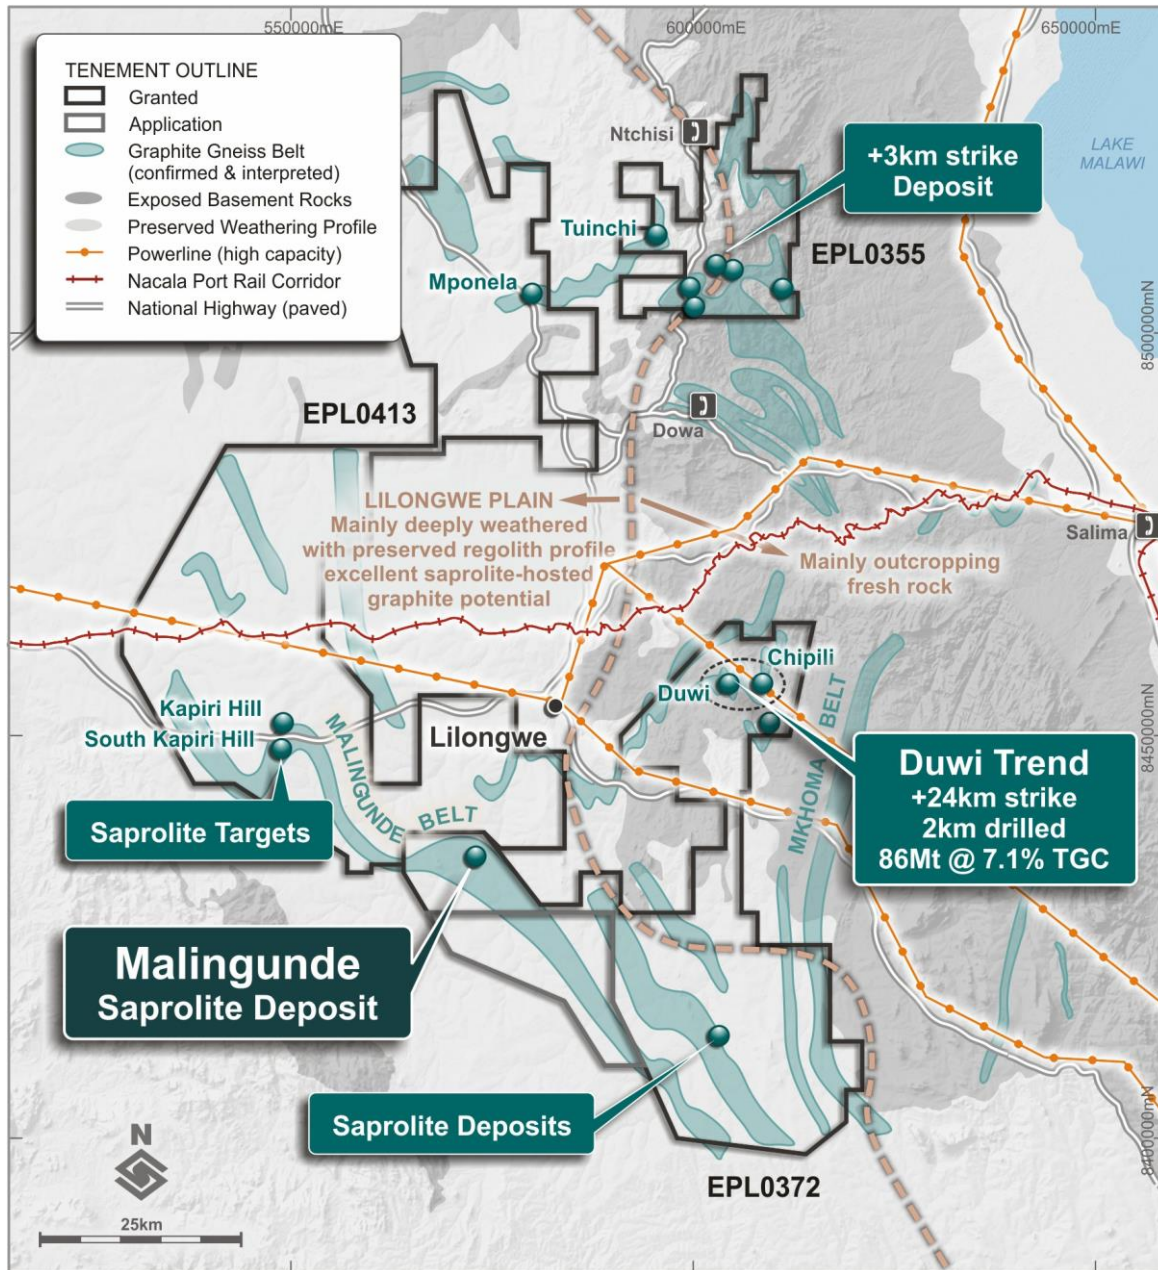 550000mE
600000mE
650000mE
TENEMENT OUTLINE
Granted
Application
Graphite Gneiss Belt
(confirmed & interpreted)
Exposed Basement Rocks
Preserved Weathering Profile
Powerline (high capacity)
Nacala Port Rail Corridor
National Highway (paved)
Ntchisi
+3km strike
Deposit
LAKE
MALAWI
Tuinchi
EPL0355
Mponela
8500000mN
EPL0413
Dowa
LILONGWE PLAIN
Mainly deeply weathered
with preserved regolith profile
excellent saprolite-hosted
graphite potential
Mainly outcropping
fresh rock
Salima
Chipili
Duwi
Kapiri Hill
South Kapiri Hill
Lilongwe
MALINGUNDE BELT
MKHOMA BELT
8450000mN
Duwi Trend
+24km strike
2km drilled
86Mt @ 7.1% TGC
Saprolite Targets
Malingunde
Saprolite Deposit
Saprolite Deposits
8400000mN
EPL0372
N
25km